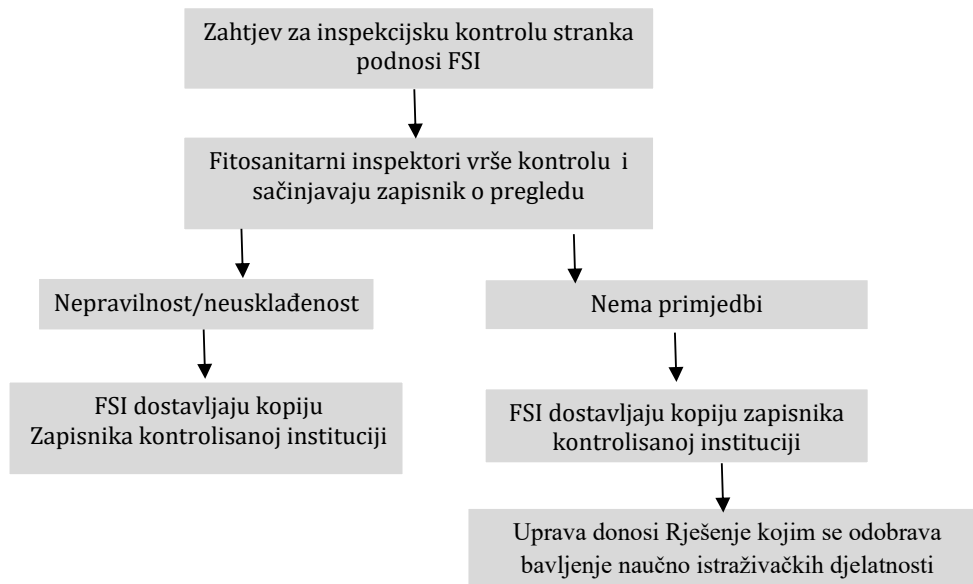 Zahtjev za inspekcijsku kontrolu stranka
podnosi FSI
Fitosanitarni inspektori vrše kontrolu i
sačinjavaju zapisnik o pregledu
Nepravilnost/neusklađenost
Nema primjedbi
FSI dostavljaju kopiju
Zapisnika kontrolisanoj instituciji
FSI dostavljaju kopiju zapisnika
kontrolisanoj instituciji
Uprava donosi Rješenje kojim se odobrava
bavljenje naučno istraživačkih djelatnosti